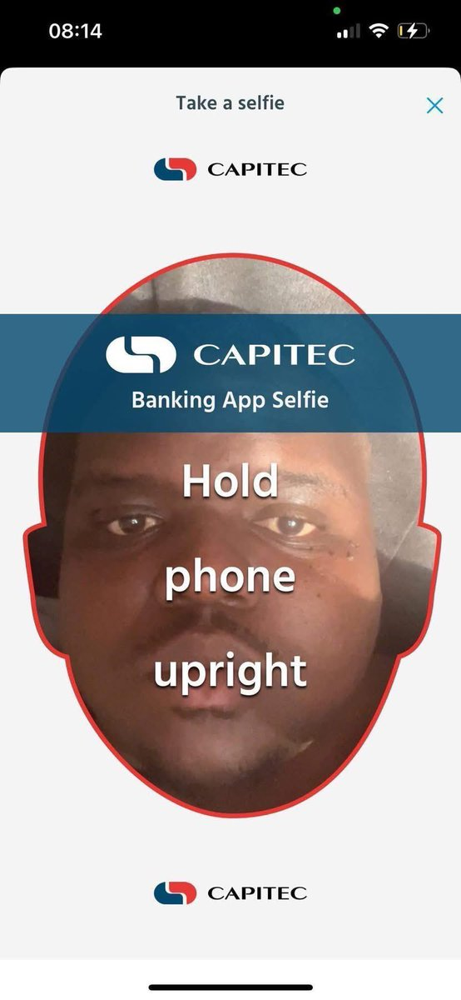 08:14
Take a selfie
CAPITEC
CAPITEC
Banking App Selfie
Hold
phone
upright
CAPITEC